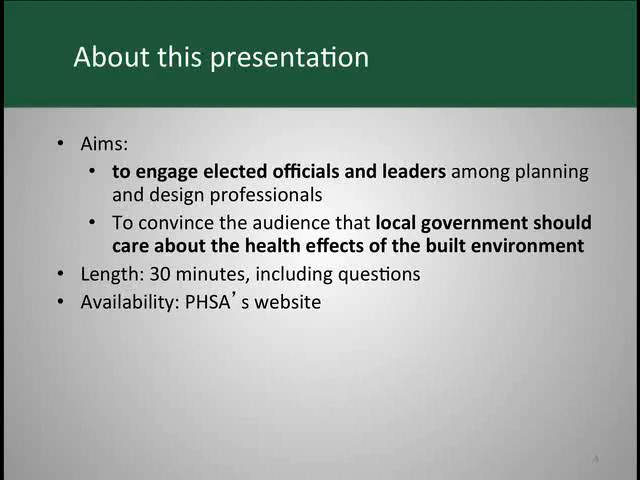 About this presentation
• Aims:
• to engage elected officials and leaders among planning
and design professionals
• To convince the audience that local government should
care about the health effects of the built environment
• Length: 30 minutes, including questions
• Availability: PHSA's website